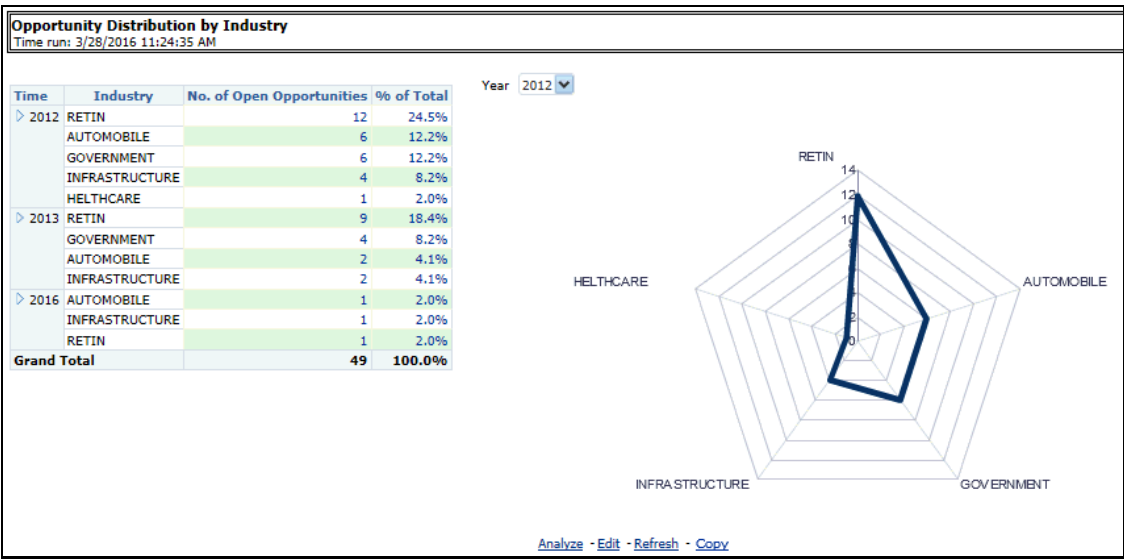 Opportunity Distribution by Industry
Time run: 3/28/2016 11:24:35 AM
Year 2012
Time Industry No. of Open Opportunities % of Total
2012 RETIN 12 24.5%
AUTOMOBILE 6 12.2%
GOVERNMENT 6 12.2%
INFRASTRUCTURE 4 8.2%
HELTHCARE 1 2.0%
2013 RETIN 9 18.4%
GOVERNMENT 4 8.2%
AUTOMOBILE 2 4.1%
INFRASTRUCTURE 2 4.1%
2016 AUTOMOBILE 1 2.0%
INFRASTRUCTURE 1 2.0%
RETIN 1 2.0%
Grand Total 49 100.0%
RETIN
14
12
10
8
6
4
2
0
HELTHCARE
AUTOMOBILE
INFRASTRUCTURE
GOVERNMENT
Analyze - Edit - Refresh - Copy